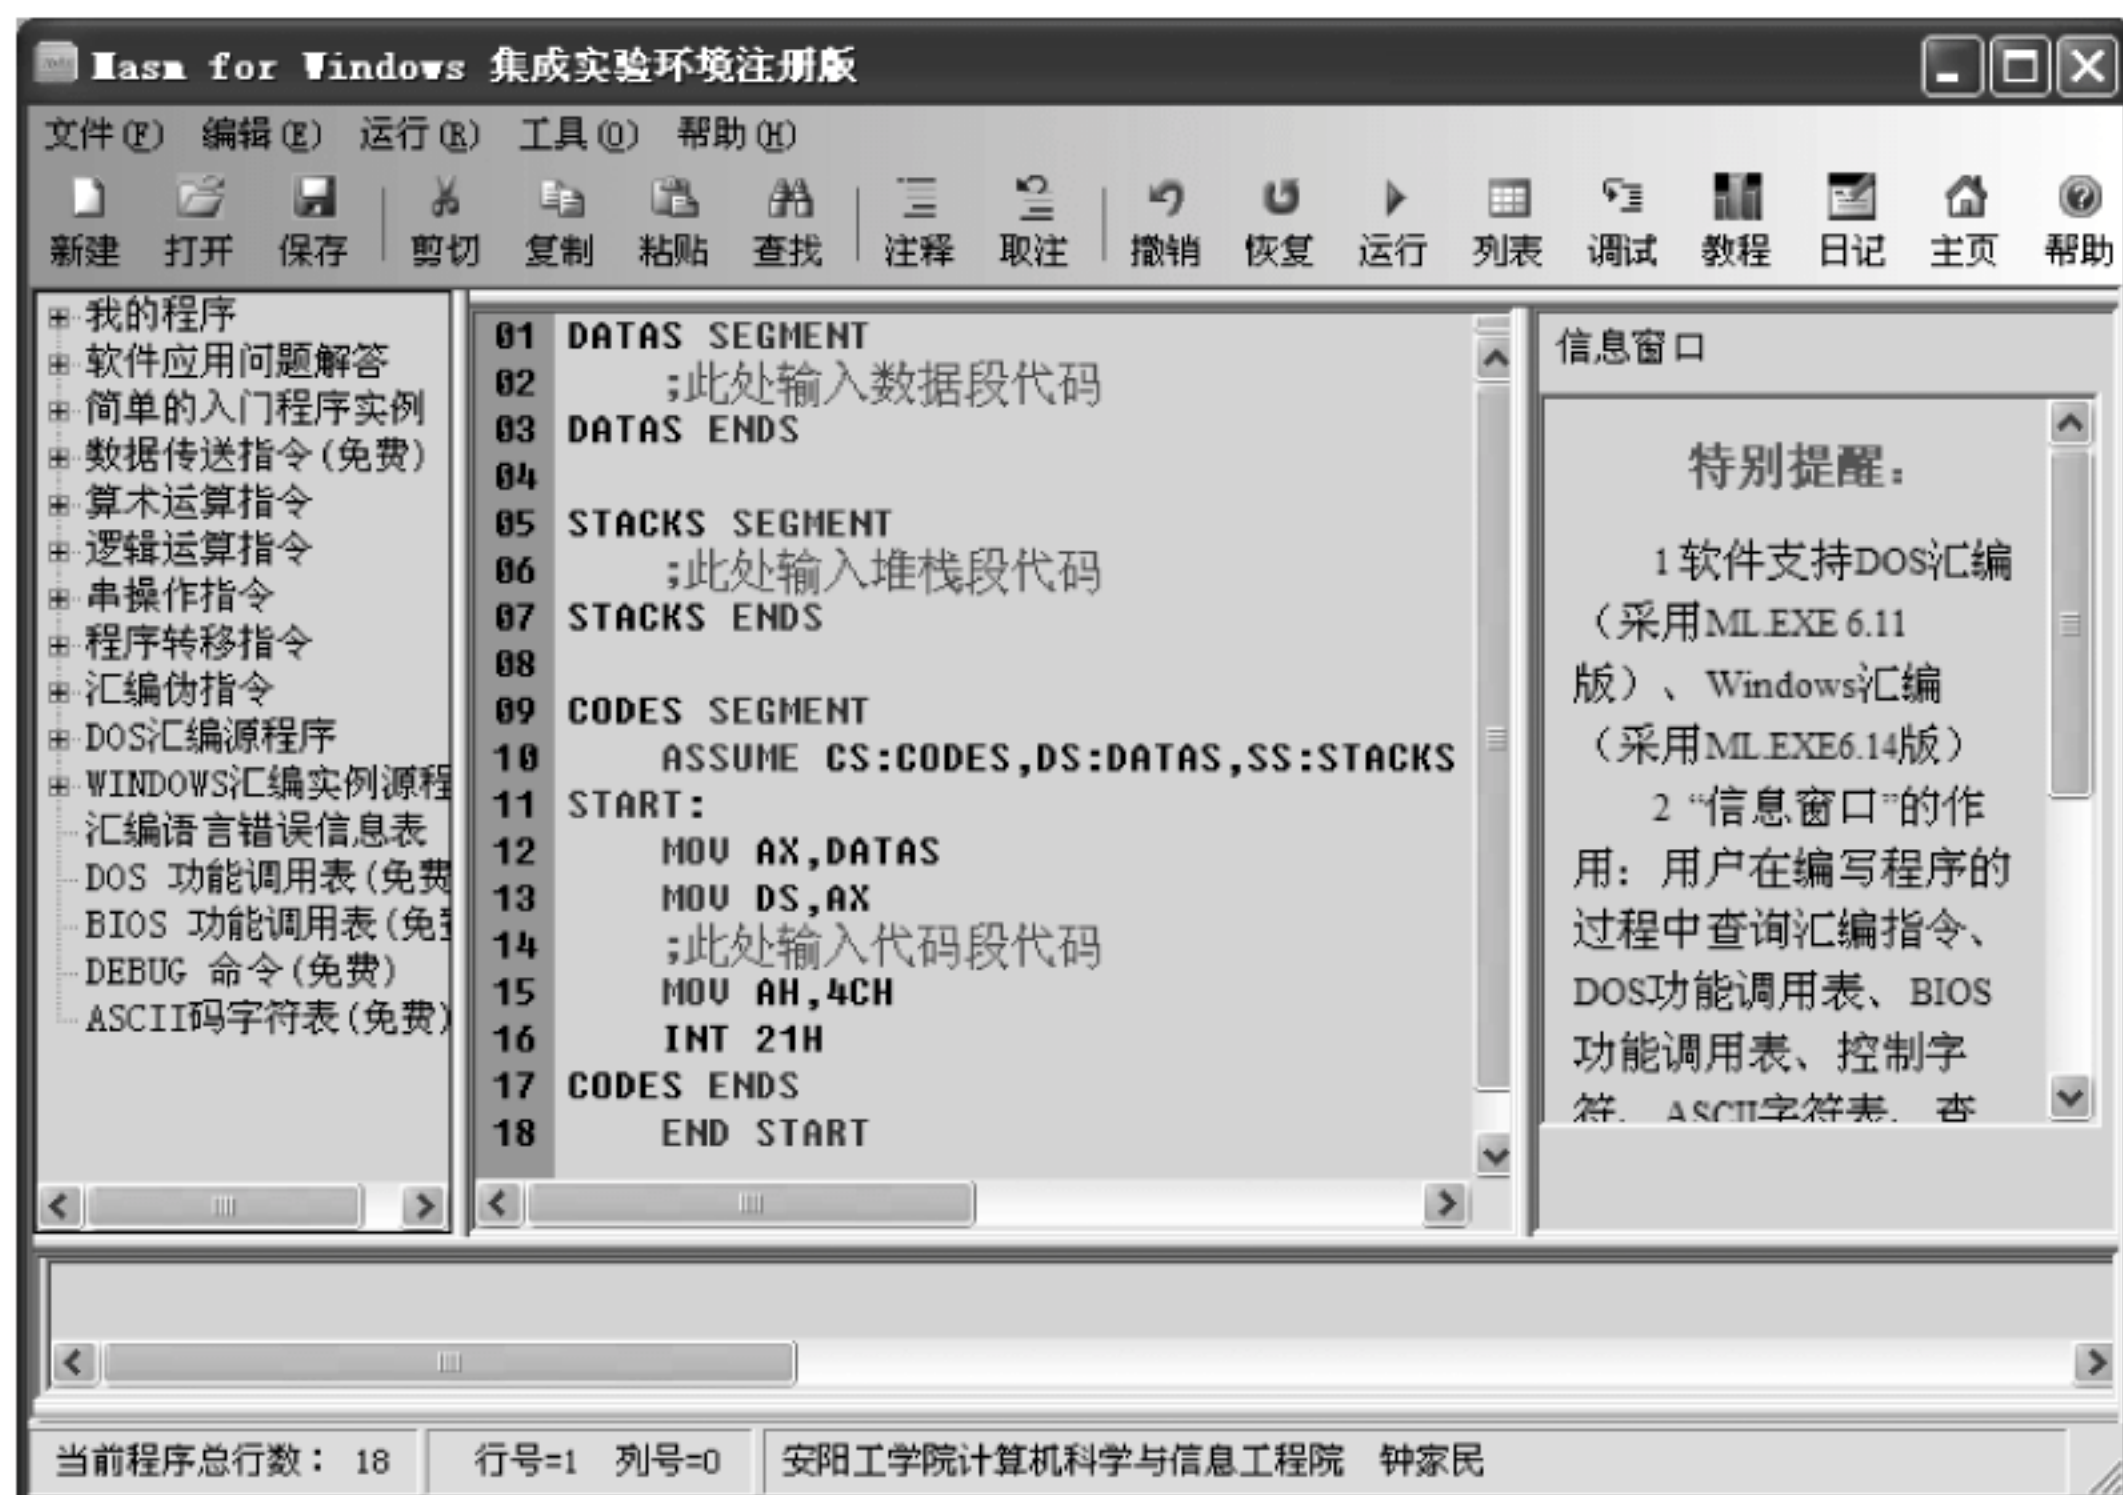 Masm for Windows 集成实验环境注册版
文件(F) 编辑(E) 运行(R) 工具(O) 帮助(H)
新建 打开 保存 剪切 复制 粘贴 查找 注释 取注 撤销 恢复 运行 列表 调试 教程 日记 主页 帮助
我的程序
软件应用问题解答
简单的入门程序实例
数据传送指令(免费)
算术运算指令
逻辑运算指令
串操作指令
程序转移指令
汇编伪指令
DOS汇编源程序
WINDOWS汇编实例源程
汇编语言错误信息表
DOS 功能调用表(免费
BIOS 功能调用表(免
DEBUG 命令(免费)
ASCII码字符表(免费)
01 DATAS SEGMENT
02 ;此处输入数据段代码
03 DATAS ENDS
04
05 STACKS SEGMENT
06 ;此处输入堆栈段代码
07 STACKS ENDS
08
09 CODES SEGMENT
10 ASSUME CS:CODES,DS:DATAS,SS:STACKS
11 START:
12 MOV AX,DATAS
13 MOV DS,AX
14 ;此处输入代码段代码
15 MOV AH,4CH
16 INT 21H
17 CODES ENDS
18 END START
信息窗口
特别提醒：
1 软件支持DOS汇编
（采用ML.EXE 6.11
版）、Windows汇编
（采用ML.EXE6.14版）
2 “信息窗口”的作
用：用户在编写程序的
过程中查询汇编指令、
DOS功能调用表、BIOS
功能调用表、控制字
符、ASCII字符表、查
当前程序总行数： 18 行号=1 列号=0 安阳工学院计算机科学与信息工程院 钟家民